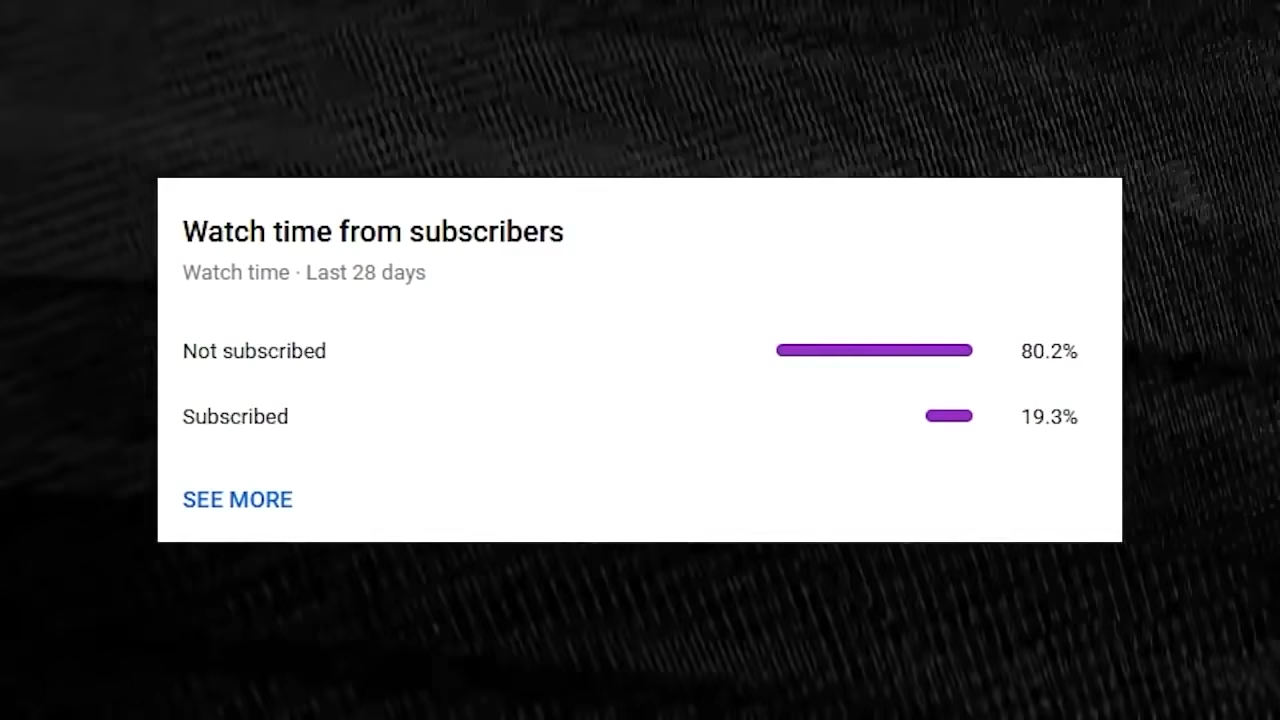 Watch time from subscribers
Watch time · Last 28 days
Not subscribed 80.2%
Subscribed 19.3%
SEE MORE